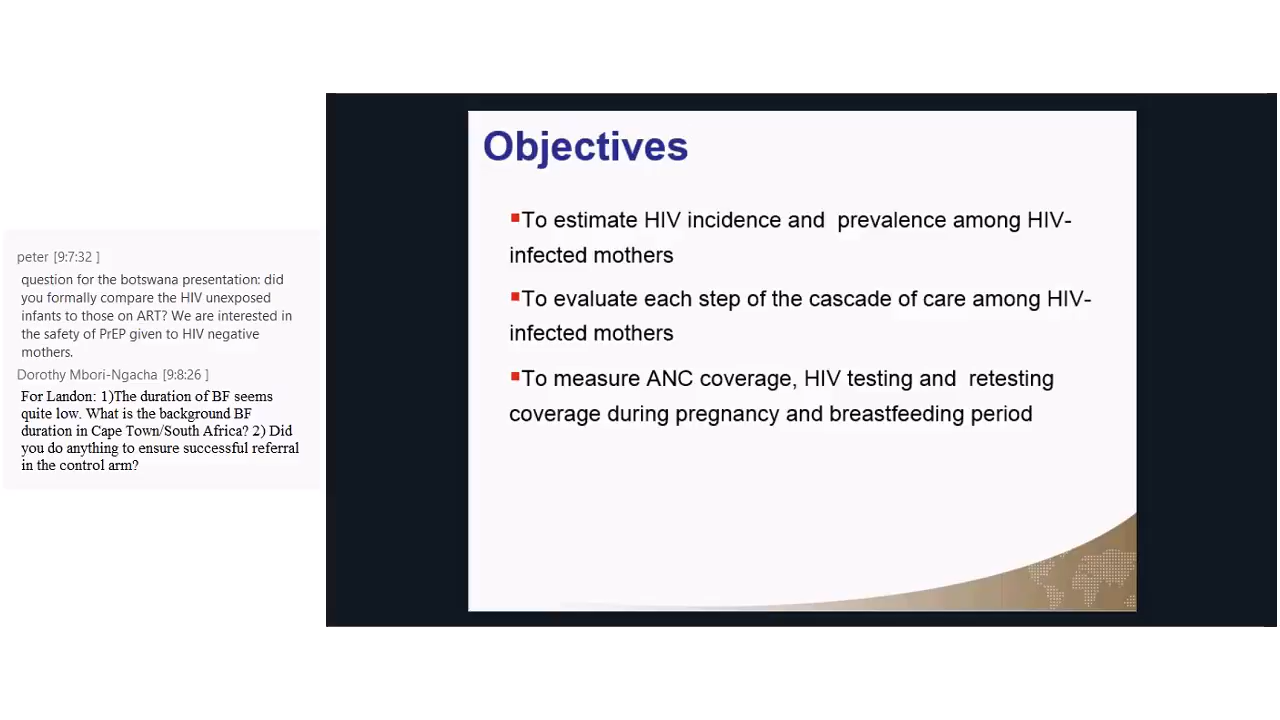 peter [9:7:32 ]
question for the botswana presentation: did
you formally compare the HIV unexposed
infants to those on ART? We are interested in
the safety of PrEP given to HIV negative
mothers.
Dorothy Mbori-Ngacha [9:8:26 ]
For Landon: 1)The duration of BF seems
quite low. What is the background BF
duration in Cape Town/South Africa? 2) Did
you do anything to ensure successful referral
in the control arm?
Objectives
To estimate HIV incidence and prevalence among HIV-
infected mothers
To evaluate each step of the cascade of care among HIV-
infected mothers
To measure ANC coverage, HIV testing and retesting
coverage during pregnancy and breastfeeding period